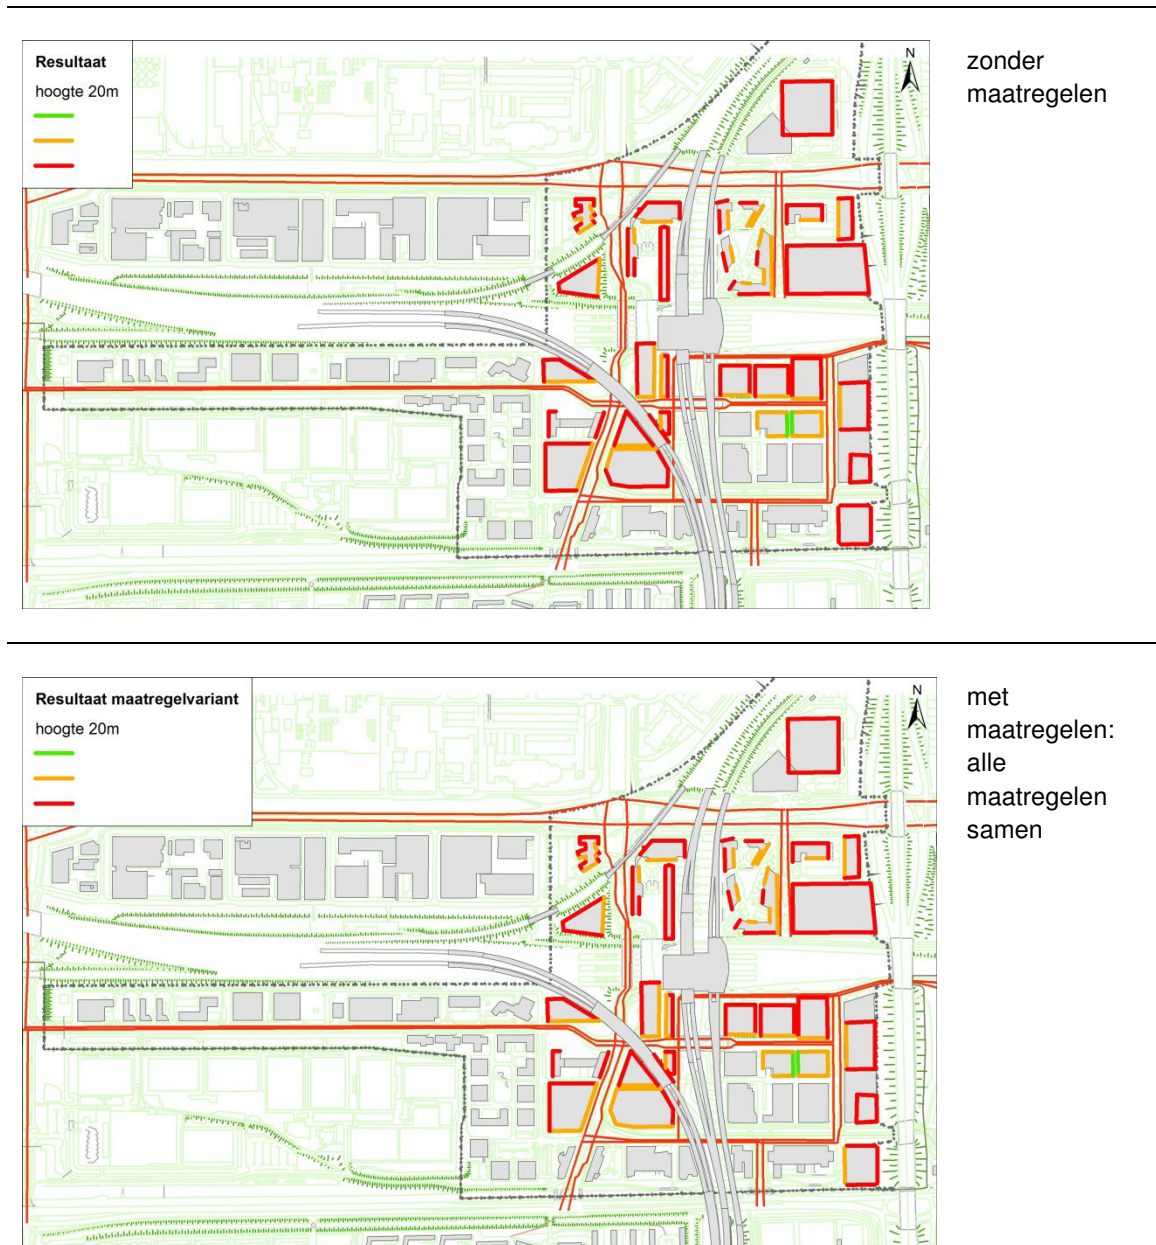 Resultaat
hoogte 20m
N
zonder
maatregelen
Resultaat maatregelvariant
hoogte 20m
N
met
maatregelen:
alle
maatregelen
samen